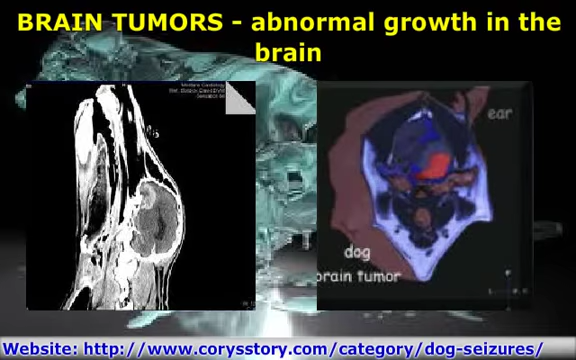 BRAIN TUMORS - abnormal growth in the
brain
ear
dog
brain tumor
Website: http://www.corysstory.com/category/dog-seizures/